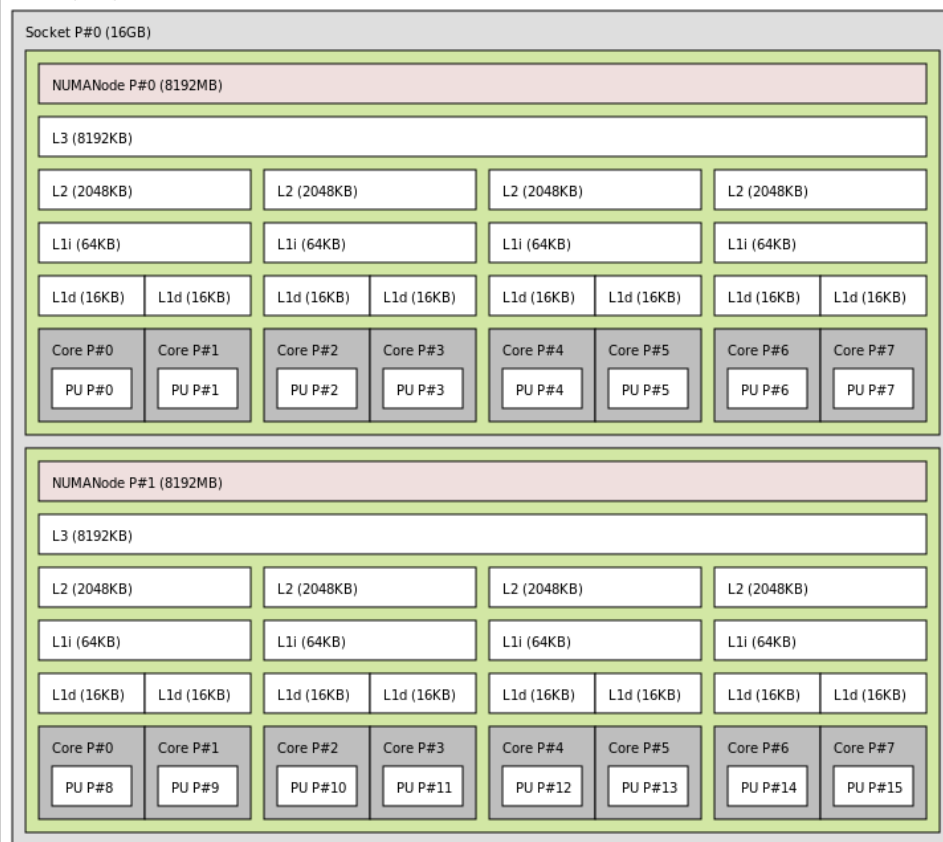 Socket P#0 (16GB)
NUMANode P#0 (8192MB)
L3 (8192KB)
L2 (2048KB) L2 (2048KB) L2 (2048KB) L2 (2048KB)
L1i (64KB) L1i (64KB) L1i (64KB) L1i (64KB)
L1d (16KB) L1d (16KB) L1d (16KB) L1d (16KB) L1d (16KB) L1d (16KB) L1d (16KB) L1d (16KB)
Core P#0 Core P#1 Core P#2 Core P#3 Core P#4 Core P#5 Core P#6 Core P#7
PU P#0 PU P#1 PU P#2 PU P#3 PU P#4 PU P#5 PU P#6 PU P#7
NUMANode P#1 (8192MB)
L3 (8192KB)
L2 (2048KB) L2 (2048KB) L2 (2048KB) L2 (2048KB)
L1i (64KB) L1i (64KB) L1i (64KB) L1i (64KB)
L1d (16KB) L1d (16KB) L1d (16KB) L1d (16KB) L1d (16KB) L1d (16KB) L1d (16KB) L1d (16KB)
Core P#0 Core P#1 Core P#2 Core P#3 Core P#4 Core P#5 Core P#6 Core P#7
PU P#8 PU P#9 PU P#10 PU P#11 PU P#12 PU P#13 PU P#14 PU P#15